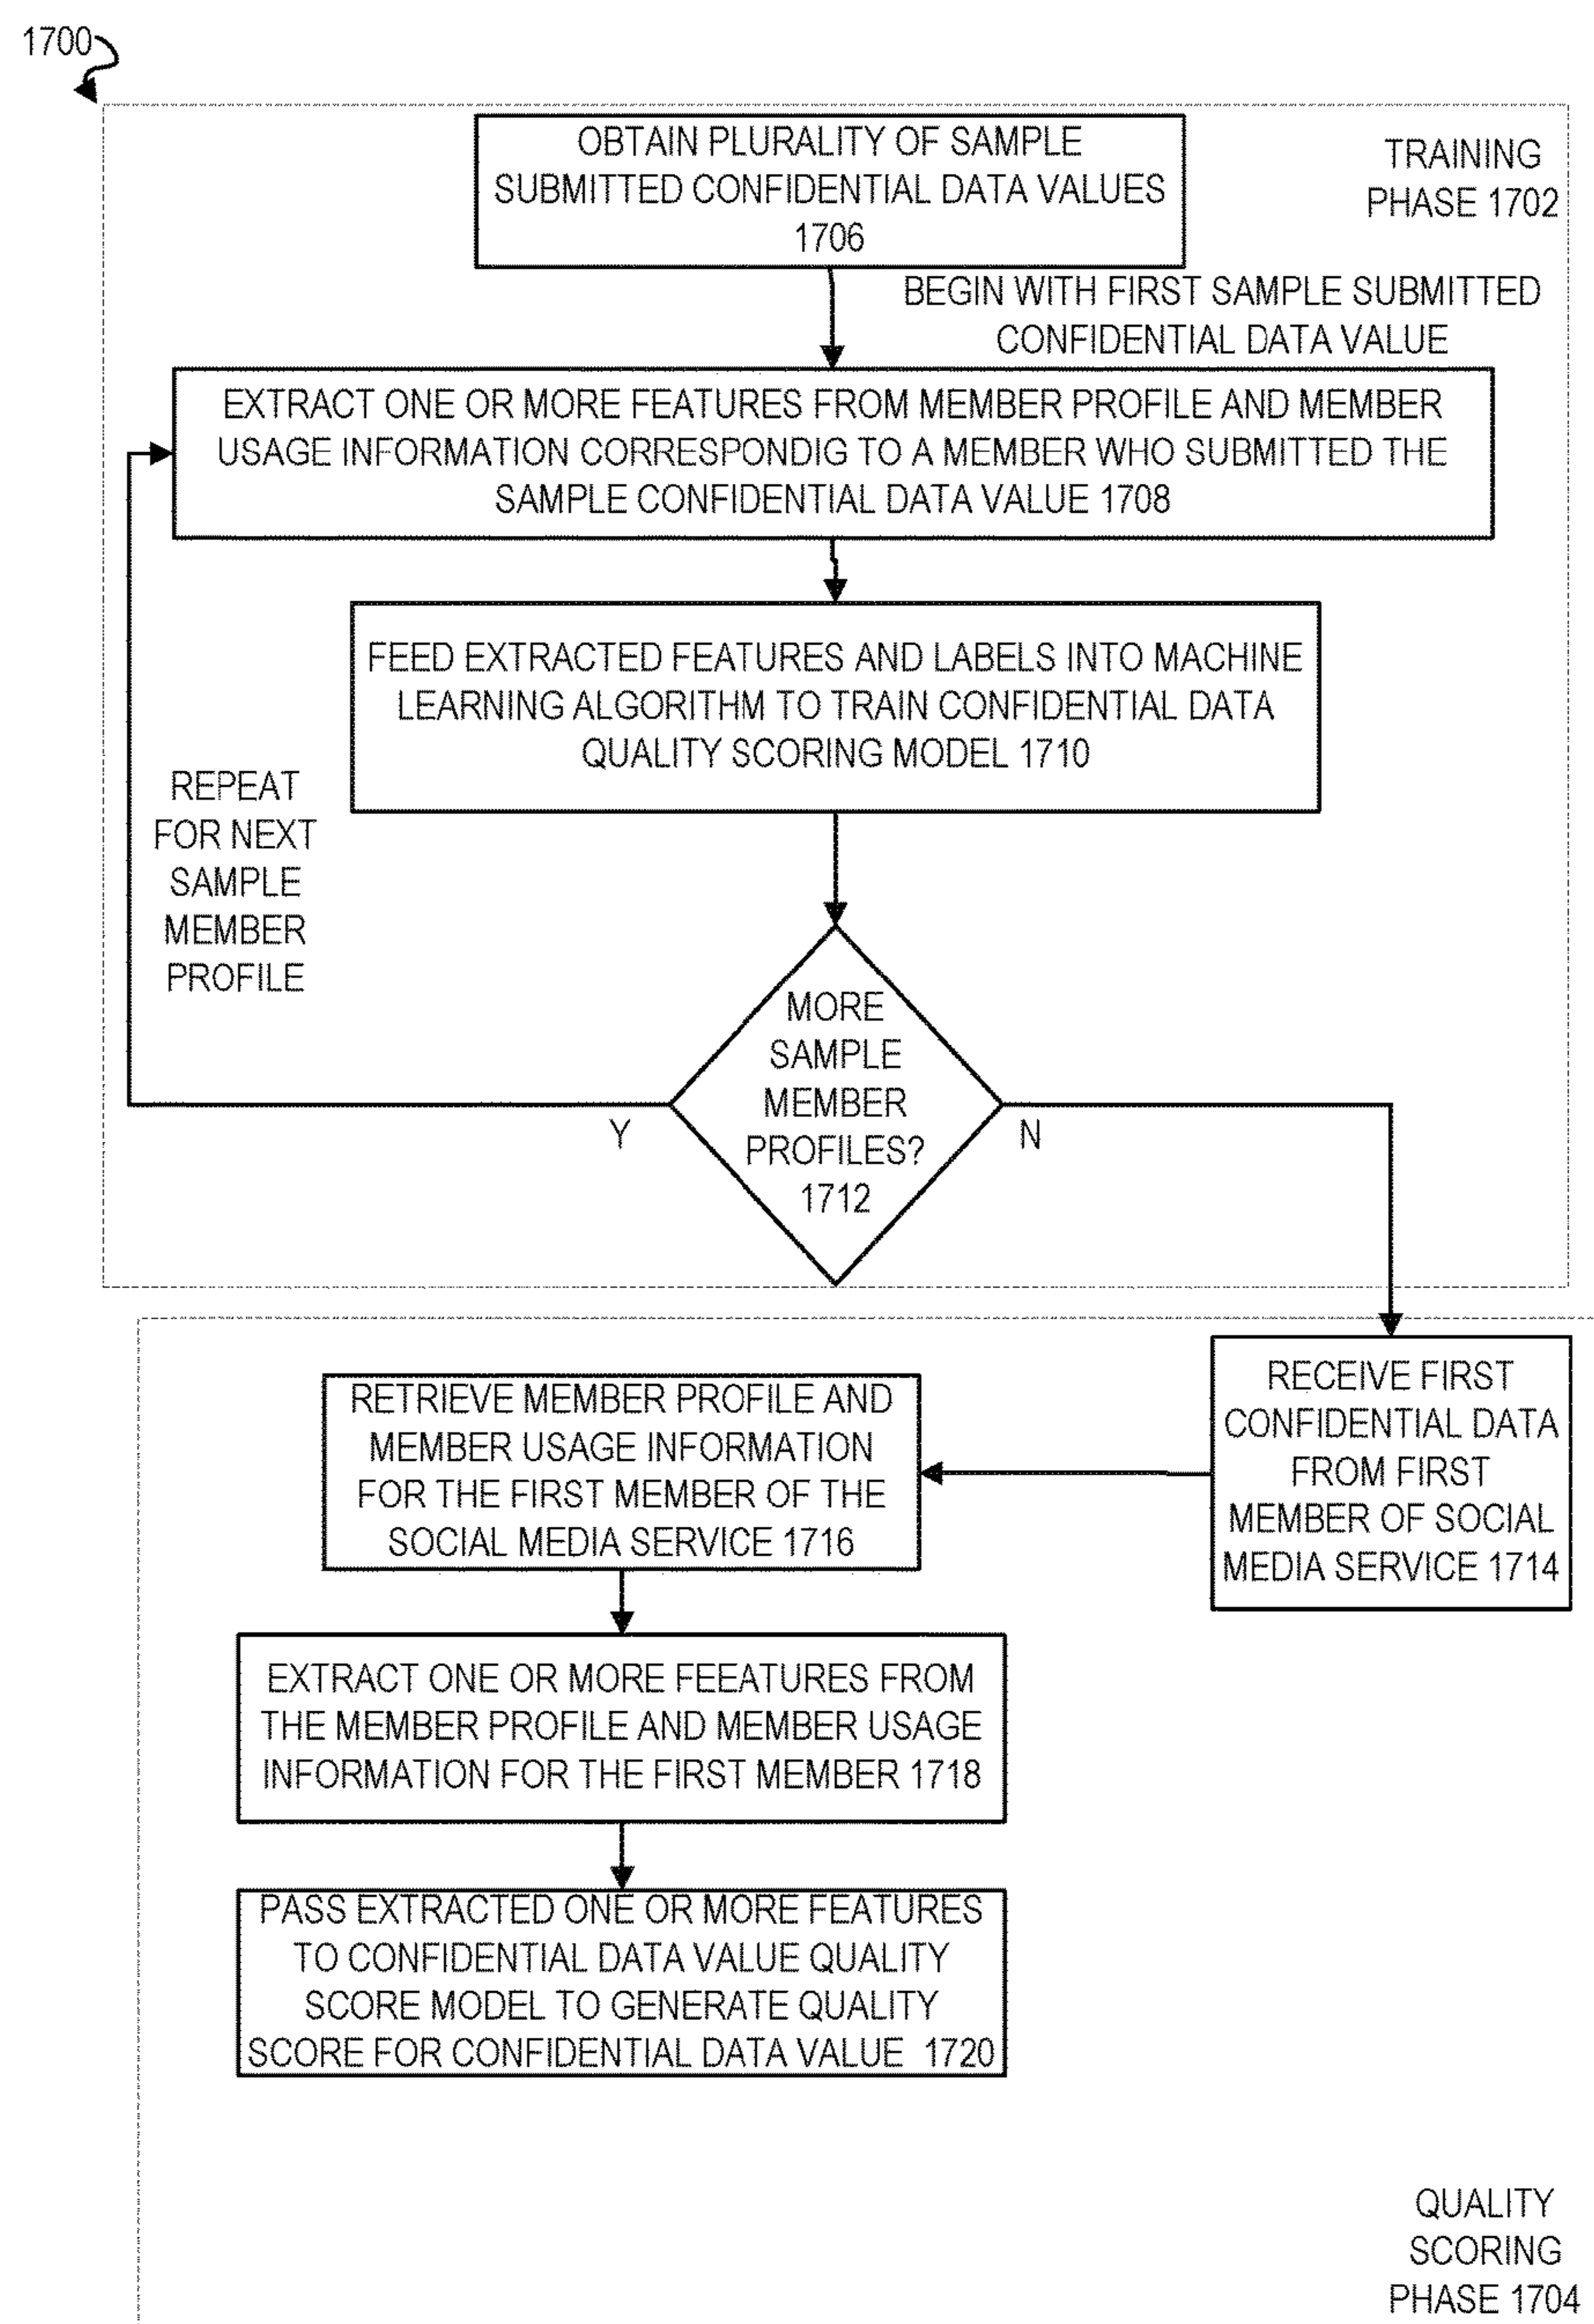 1700
OBTAIN PLURALITY OF SAMPLE
SUBMITTED CONFIDENTIAL DATA VALUES
1706
TRAINING
PHASE 1702
BEGIN WITH FIRST SAMPLE SUBMITTED
CONFIDENTIAL DATA VALUE
EXTRACT ONE OR MORE FEATURES FROM MEMBER PROFILE AND MEMBER
USAGE INFORMATION CORRESPONDIG TO A MEMBER WHO SUBMITTED THE
SAMPLE CONFIDENTIAL DATA VALUE 1708
FEED EXTRACTED FEATURES AND LABELS INTO MACHINE
LEARNING ALGORITHM TO TRAIN CONFIDENTIAL DATA
QUALITY SCORING MODEL 1710
REPEAT
FOR NEXT
SAMPLE
MEMBER
PROFILE
MORE
SAMPLE
MEMBER
PROFILES?
1712
Y
N
RECEIVE FIRST
CONFIDENTIAL DATA
FROM FIRST
MEMBER OF SOCIAL
MEDIA SERVICE 1714
RETRIEVE MEMBER PROFILE AND
MEMBER USAGE INFORMATION
FOR THE FIRST MEMBER OF THE
SOCIAL MEDIA SERVICE 1716
EXTRACT ONE OR MORE FEEATURES FROM
THE MEMBER PROFILE AND MEMBER USAGE
INFORMATION FOR THE FIRST MEMBER 1718
PASS EXTRACTED ONE OR MORE FEATURES
TO CONFIDENTIAL DATA VALUE QUALITY
SCORE MODEL TO GENERATE QUALITY
SCORE FOR CONFIDENTIAL DATA VALUE 1720
QUALITY
SCORING
PHASE 1704